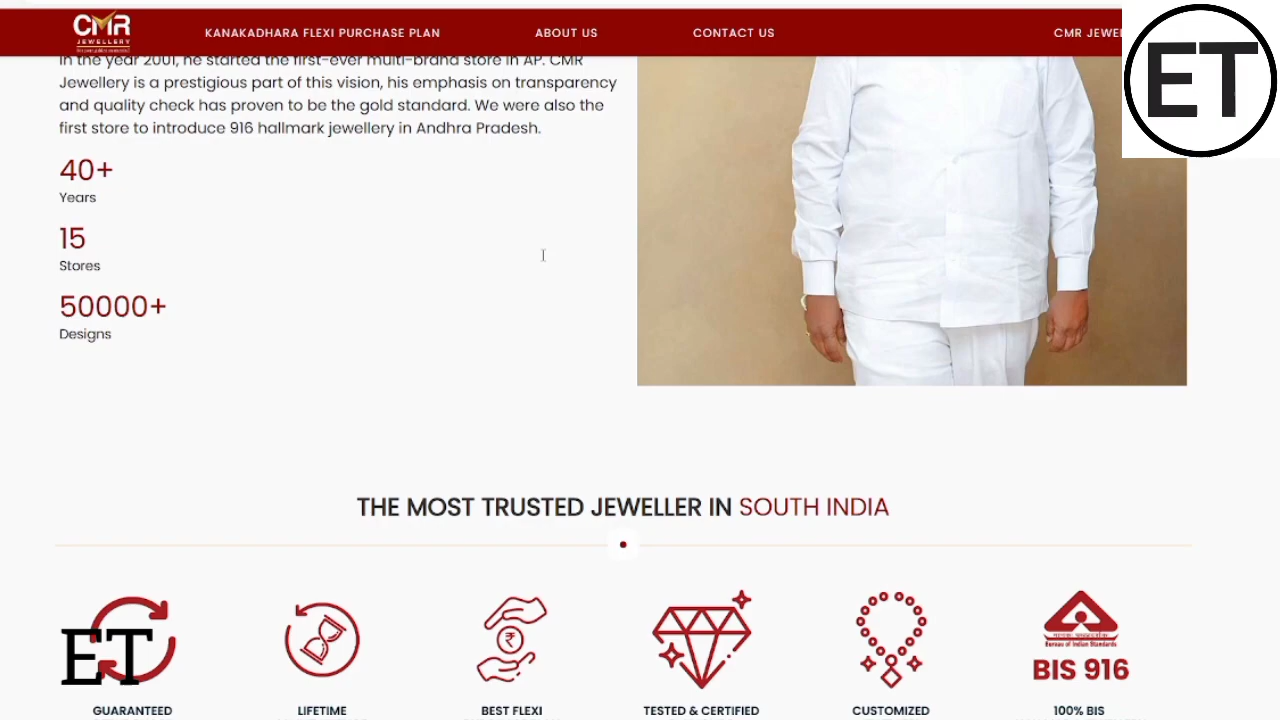 CMR
JEWELLERY
KANAKADHARA FLEXI PURCHASE PLAN
ABOUT US
CONTACT US
CMR JEWEL
ET
In the year 2001, he started the first-ever multi-brand store in AP. CMR
Jewellery is a prestigious part of this vision, his emphasis on transparency
and quality check has proven to be the gold standard. We were also the
first store to introduce 916 hallmark jewellery in Andhra Pradesh.
40+
Years
15
Stores
50000+
Designs
THE MOST TRUSTED JEWELLER IN SOUTH INDIA
ET
₹
Bureau of Indian Standards
BIS 916
GUARANTEED
LIFETIME
BEST FLEXI
TESTED & CERTIFIED
CUSTOMIZED
100% BIS